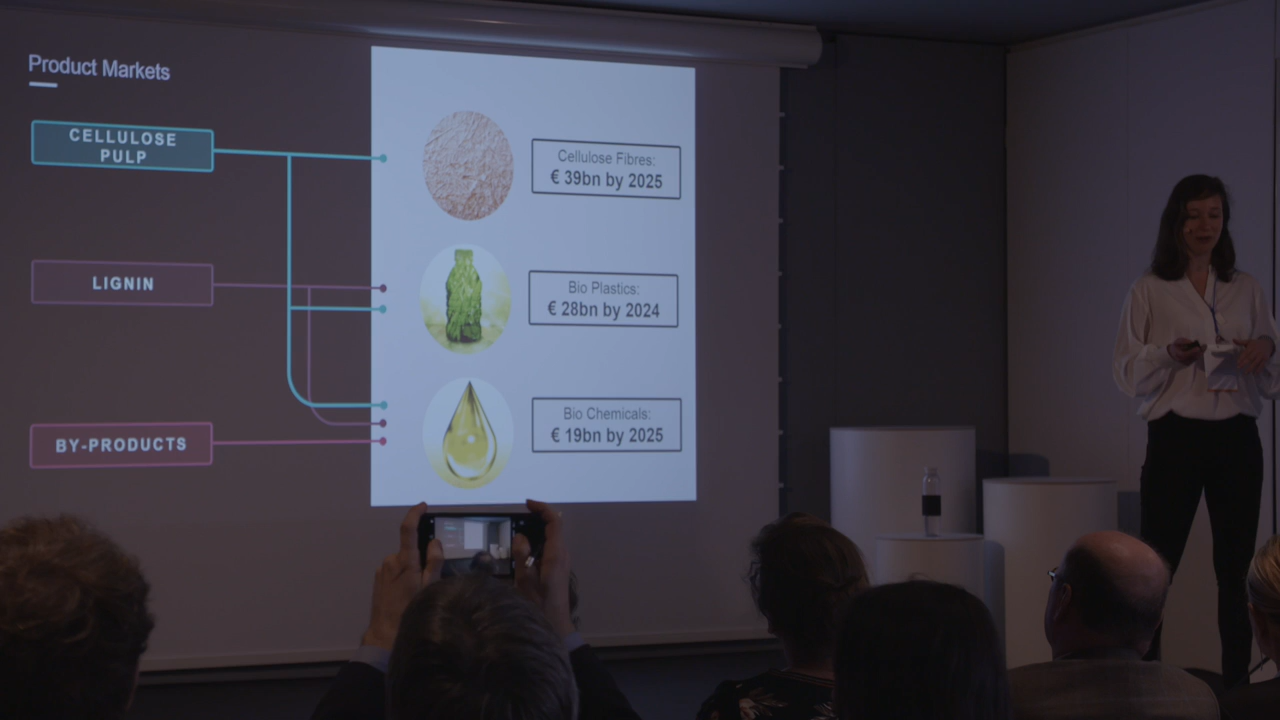 Product Markets
CELLULOSE
PULP
Cellulose Fibres:
€ 39bn by 2025
LIGNIN
Bio Plastics:
€ 28bn by 2024
BY-PRODUCTS
Bio Chemicals:
€ 19bn by 2025